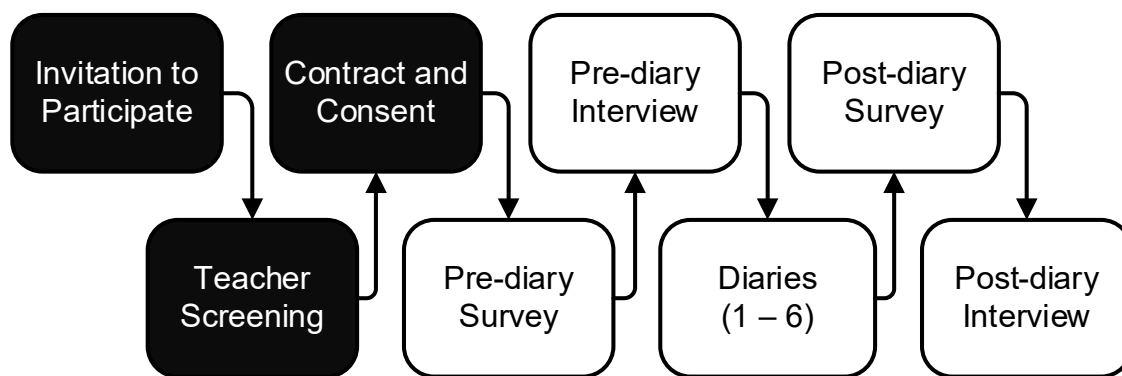 Invitation to
Participate
Teacher
Screening
Contract and
Consent
Pre-diary
Survey
Pre-diary
Interview
Diaries
(1 – 6)
Post-diary
Survey
Post-diary
Interview